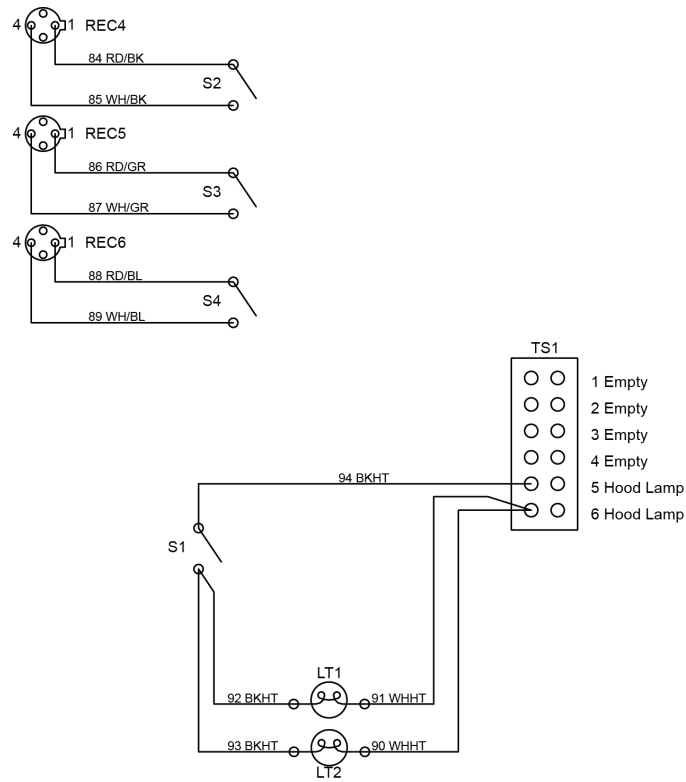 4 1 REC4
84 RD/BK
S2
85 WH/BK
4 1 REC5
86 RD/GR
S3
87 WH/GR
4 1 REC6
88 RD/BL
S4
89 WH/BL
TS1
1 Empty
2 Empty
3 Empty
4 Empty
94 BKHT
5 Hood Lamp
6 Hood Lamp
S1
LT1
92 BKHT
91 WHHT
93 BKHT
90 WHHT
LT2